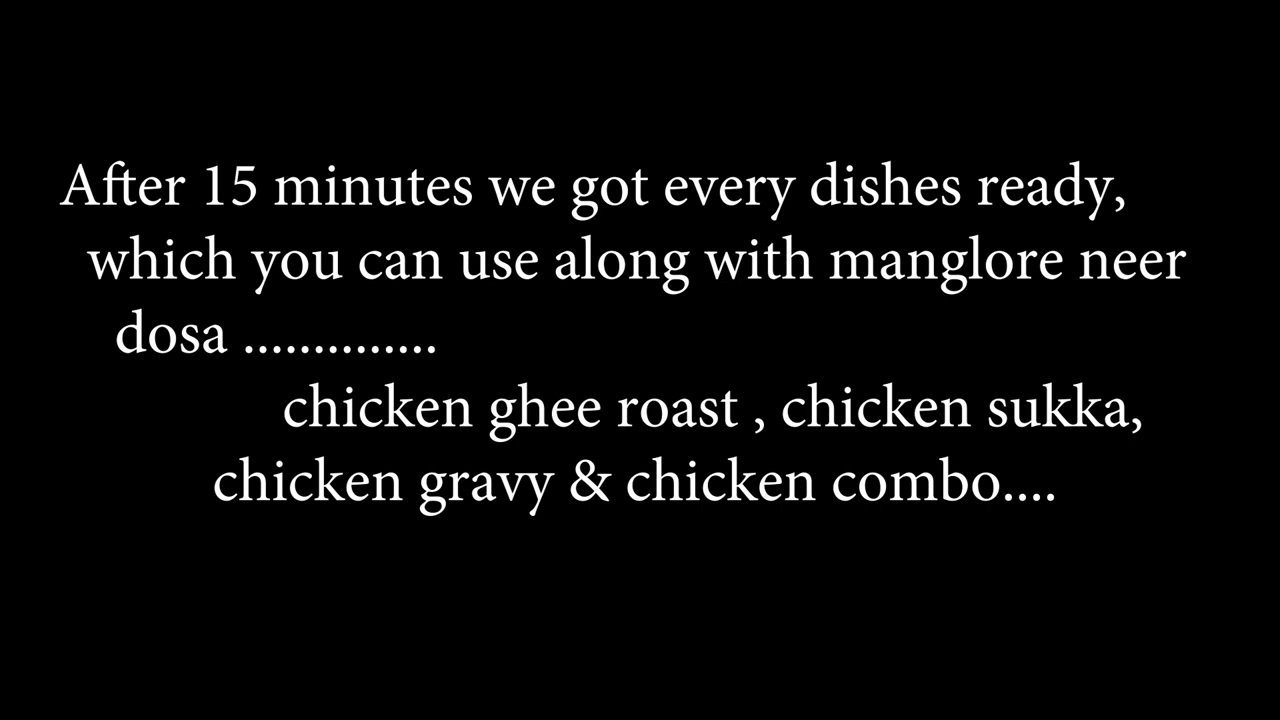 After 15 minutes we got every dishes ready,
which you can use along with manglore neer
dosa ..............
chicken ghee roast , chicken sukka,
chicken gravy & chicken combo....